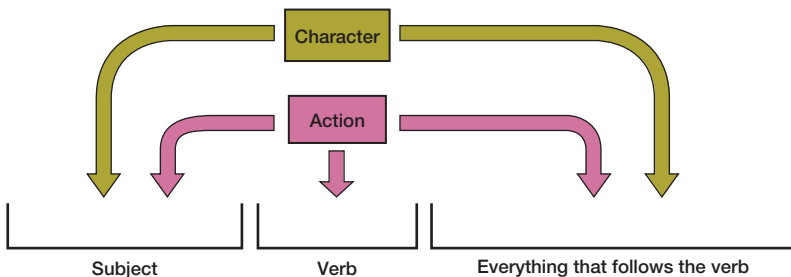 Character
Action
Subject
Verb
Everything that follows the verb